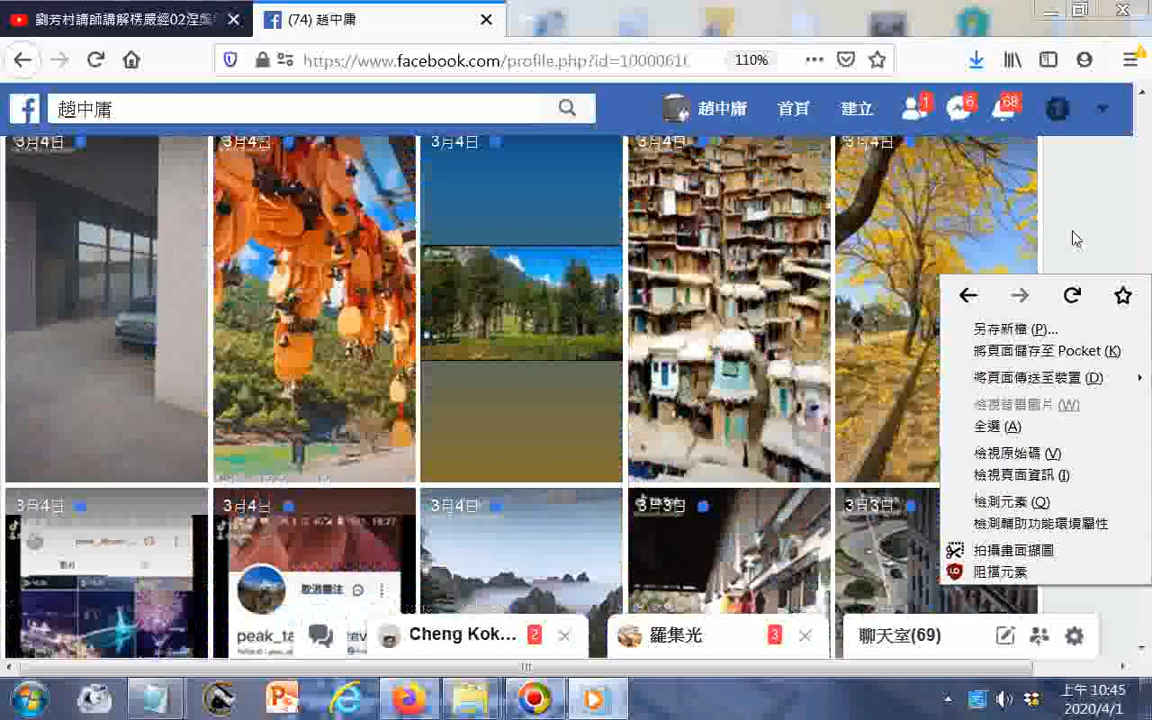 劉芳村講師講解楞嚴經02涅槃
(74) 趙中庸
https://www.facebook.com/profile.php?id=10000616
110%
趙中庸
趙中庸
首頁
建立
1
6
68
3月4日
3月4日
3月4日
3月4日
3月4日
另存新檔 (P)...
將頁面儲存至 Pocket (K)
將頁面傳送至裝置 (D)
檢視背景圖片 (W)
全選 (A)
檢視原始碼 (V)
檢視頁面資訊 (I)
檢測元素 (Q)
檢測輔助功能環境屬性
拍攝畫面擷圖
阻擋元素
3月4日
3月4日
3月4日
3月3日
3月3日
取消關注
peak_ta
Cheng Kok...
2
羅集光
3
聊天室(69)
上午 10:45
2020/4/1